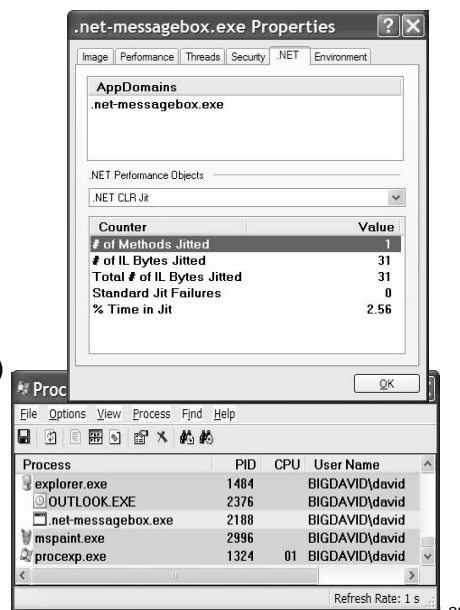 .net-messagebox.exe Properties
Image Performance Threads Security .NET Environment
AppDomains
.net-messagebox.exe
.NET Performance Objects
.NET CLR Jit
Counter Value
# of Methods Jitted 1
# of IL Bytes Jitted 31
Total # of IL Bytes Jitted 31
Standard Jit Failures 0
% Time in Jit 2.56
OK
Proc
File Options View Process Find Help
Process PID CPU User Name
explorer.exe 1484 BIGDAVID\david
OUTLOOK.EXE 2376 BIGDAVID\david
.net-messagebox.exe 2188 BIGDAVID\david
mspaint.exe 2996 BIGDAVID\david
procexp.exe 1324 01 BIGDAVID\david
Refresh Rate: 1 s